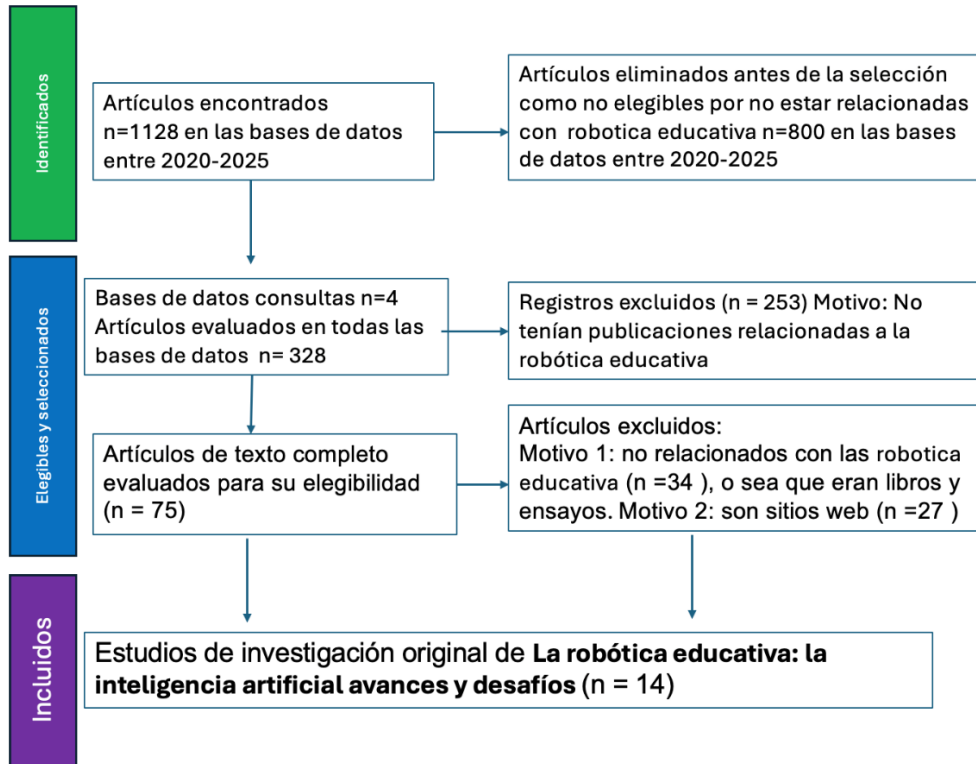 Identificados
Artículos encontrados
n=1128 en las bases de datos
entre 2020-2025
Artículos eliminados antes de la selección
como no elegibles por no estar relacionadas
con robotica educativa n=800 en las bases
de datos entre 2020-2025
Elegibles y seleccionados
Bases de datos consultas n=4
Artículos evaluados en todas las
bases de datos n= 328
Registros excluidos (n = 253) Motivo: No
tenían publicaciones relacionadas a la
robótica educativa
Artículos de texto completo
evaluados para su elegibilidad
(n = 75)
Artículos excluidos:
Motivo 1: no relacionados con las robotica
educativa (n =34 ), o sea que eran libros y
ensayos. Motivo 2: son sitios web (n =27 )
Incluidos
Estudios de investigación original de La robótica educativa: la
inteligencia artificial avances y desafíos (n = 14)